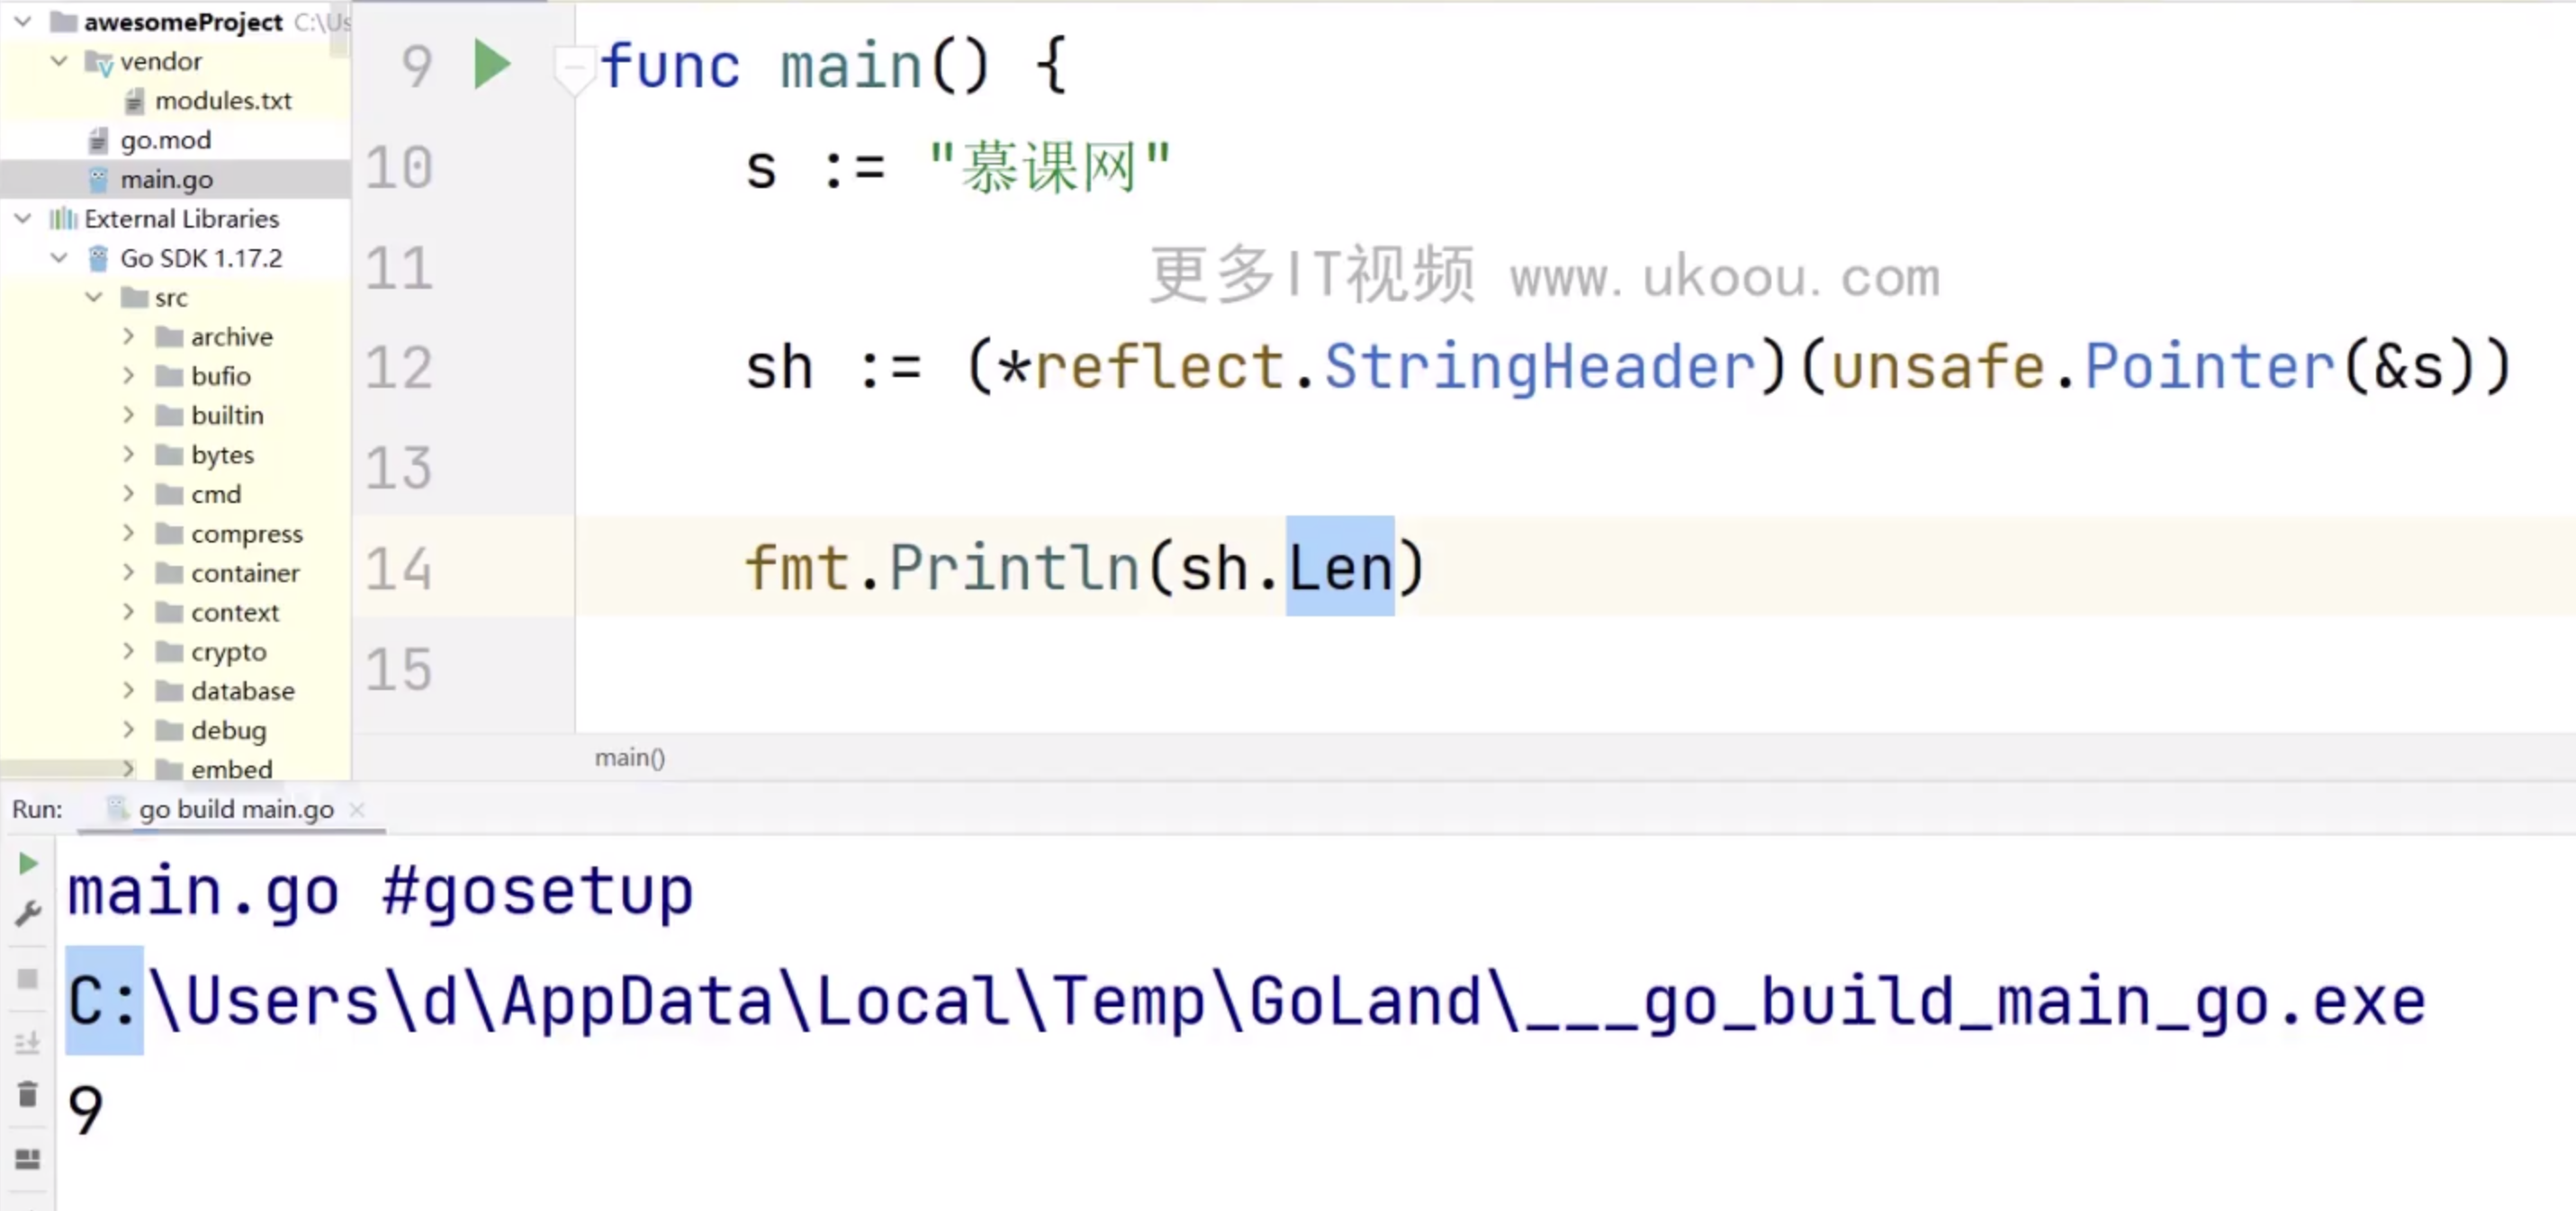 awesomeProject C:\Us
vendor
modules.txt
go.mod
main.go
External Libraries
Go SDK 1.17.2
src
archive
bufio
builtin
bytes
cmd
compress
container
context
crypto
database
debug
embed
9 func main() {
10 s := "慕课网"
11
更多IT视频 www.ukoou.com
12 sh := (*reflect.StringHeader)(unsafe.Pointer(&s))
13
14 fmt.Println(sh.Len)
15
main()
Run: go build main.go
main.go #gosetup
C:\Users\d\AppData\Local\Temp\GoLand\___go_build_main_go.exe
9